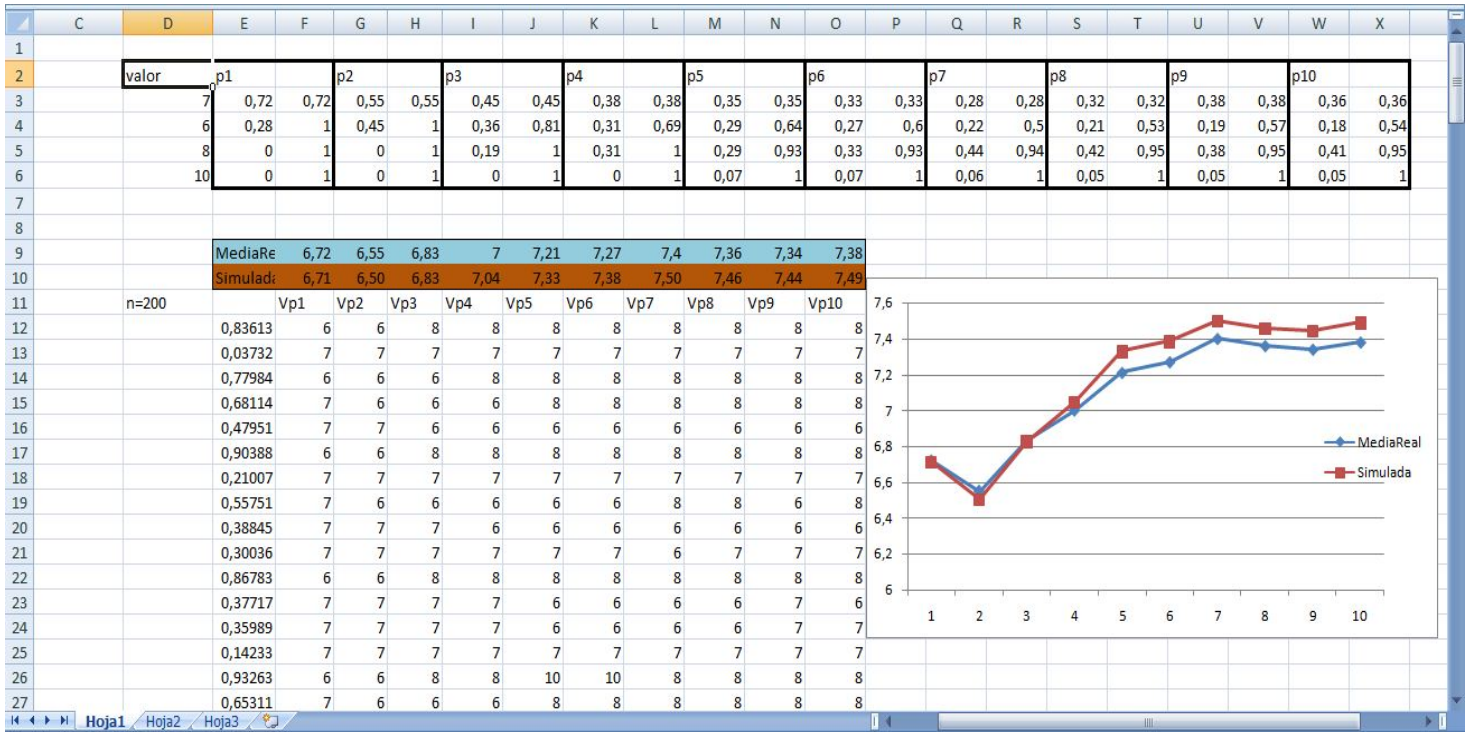 C D E F G H I J K L M N O P Q R S T U V W X
1
2 valor p1 p2 p3 p4 p5 p6 p7 p8 p9 p10
3 7 0,72 0,72 0,55 0,55 0,45 0,45 0,38 0,38 0,35 0,35 0,33 0,33 0,28 0,28 0,32 0,32 0,38 0,38 0,36 0,36
4 6 0,28 1 0,45 1 0,36 0,81 0,31 0,69 0,29 0,64 0,27 0,6 0,22 0,5 0,21 0,53 0,19 0,57 0,18 0,54
5 8 0 1 0 1 0,19 1 0,31 1 0,29 0,93 0,33 0,93 0,44 0,94 0,42 0,95 0,38 0,95 0,41 0,95
6 10 0 1 0 1 0 1 0 1 0,07 1 0,07 1 0,06 1 0,05 1 0,05 1 0,05 1
7
8
9 MediaRe 6,72 6,55 6,83 7 7,21 7,27 7,4 7,36 7,34 7,38
10 Simulada 6,71 6,50 6,83 7,04 7,33 7,38 7,50 7,46 7,44 7,49
11 n=200 Vp1 Vp2 Vp3 Vp4 Vp5 Vp6 Vp7 Vp8 Vp9 Vp10
12 0,83613 6 6 8 8 8 8 8 8 8 8
13 0,03732 7 7 7 7 7 7 7 7 7 7
14 0,77984 6 6 6 8 8 8 8 8 8 8
15 0,68114 7 6 6 6 8 8 8 8 8 8
16 0,47951 7 7 6 6 6 6 6 6 6 6
17 0,90388 6 6 8 8 8 8 8 8 8 8
18 0,21007 7 7 7 7 7 7 7 7 7 7
19 0,55751 7 6 6 6 6 6 8 8 6 8
20 0,38845 7 7 7 6 6 6 6 6 6 6
21 0,30036 7 7 7 7 7 7 6 7 7 7
22 0,86783 6 6 8 8 8 8 8 8 8 8
23 0,37717 7 7 7 7 6 6 6 6 7 6
24 0,35989 7 7 7 7 6 6 6 6 7 7
25 0,14233 7 7 7 7 7 7 7 7 7 7
26 0,93263 6 6 8 8 10 10 8 8 8 8
27 0,65311 7 6 6 6 8 8 8 8 8 8
7,6
7,4
7,2
7
6,8
6,6
6,4
6,2
6
1 2 3 4 5 6 7 8 9 10
MediaReal
Simulada
Hoja1 Hoja2 Hoja3